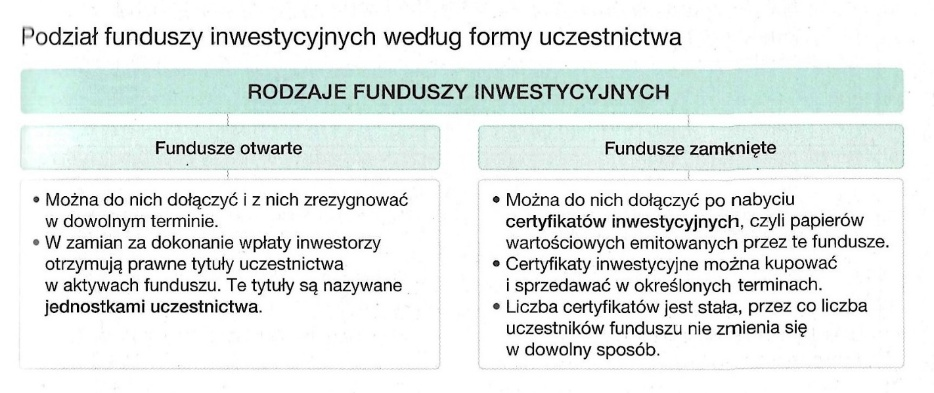 Podział funduszy inwestycyjnych według formy uczestnictwa
RODZAJE FUNDUSZY INWESTYCYJNYCH
Fundusze otwarte
• Można do nich dołączyć i z nich zrezygnować
w dowolnym terminie.
• W zamian za dokonanie wpłaty inwestorzy
otrzymują prawne tytuły uczestnictwa
w aktywach funduszu. Te tytuły są nazywane
jednostkami uczestnictwa.
Fundusze zamknięte
• Można do nich dołączyć po nabyciu
certyfikatów inwestycyjnych, czyli papierów
wartościowych emitowanych przez te fundusze.
• Certyfikaty inwestycyjne można kupować
i sprzedawać w określonych terminach.
• Liczba certyfikatów jest stała, przez co liczba
uczestników funduszu nie zmienia się
w dowolny sposób.